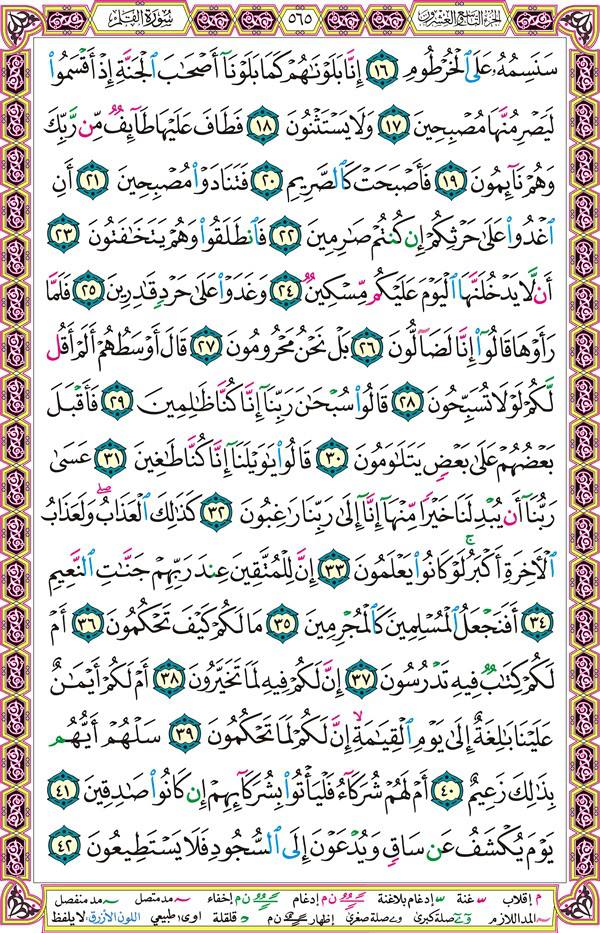 الجزء التاسع والعشرون ٥٦٥ سورة القلم
سَنَسِمُهُۥ عَلَى ٱلْخُرْطُومِ ١٦ إِنَّا بَلَوْنَٰهُمْ كَمَا بَلَوْنَآ أَصْحَٰبَ ٱلْجَنَّةِ إِذْ أَقْسَمُوا۟
لَيَصْرِمُنَّهَا مُصْبِحِينَ ١٧ وَلَا يَسْتَثْنُونَ ١٨ فَطَافَ عَلَيْهَا طَآئِفٌ مِّن رَّبِّكَ
وَهُمْ نَآئِمُونَ ١٩ فَأَصْبَحَتْ كَٱلصَّرِيمِ ٢٠ فَتَنَادَوْا۟ مُصْبِحِينَ ٢١ أَنِ
ٱغْدُوا۟ عَلَىٰ حَرْثِكُمْ إِن كُنتُمْ صَٰرِمِينَ ٢٢ فَٱنطَلَقُوا۟ وَهُمْ يَتَخَٰفَتُونَ ٢٣
أَن لَّا يَدْخُلَنَّهَا ٱلْيَوْمَ عَلَيْكُم مِّسْكِينٌ ٢٤ وَغَدَوْا۟ عَلَىٰ حَرْدٍ قَٰدِرِينَ ٢٥ فَلَمَّا
رَأَوْهَا قَالُوٓا۟ إِنَّا لَضَآلُّونَ ٢٦ بَلْ نَحْنُ مَحْرُومُونَ ٢٧ قَالَ أَوْسَطُهُمْ أَلَمْ أَقُل
لَّكُمْ لَوْلَا تُسَبِّحُونَ ٢٨ قَالُوا۟ سُبْحَٰنَ رَبِّنَآ إِنَّا كُنَّا ظَٰلِمِينَ ٢٩ فَأَقْبَلَ
بَعْضُهُمْ عَلَىٰ بَعْضٍ يَتَلَٰوَمُونَ ٣٠ قَالُوا۟ يَٰوَيْلَنَآ إِنَّا كُنَّا طَٰغِينَ ٣١ عَسَىٰ
رَبُّنَآ أَن يُبْدِلَنَا خَيْرًا مِّنْهَآ إِنَّآ إِلَىٰ رَبِّنَا رَٰغِبُونَ ٣٢ كَذَٰلِكَ ٱلْعَذَابُ ۖ وَلَعَذَابُ
ٱلْءَاخِرَةِ أَكْبَرُ ۚ لَوْ كَانُوا۟ يَعْلَمُونَ ٣٣ إِنَّ لِلْمُتَّقِينَ عِندَ رَبِّهِمْ جَنَّٰتِ ٱلنَّعِيمِ
٣٤ أَفَنَجْعَلُ ٱلْمُسْلِمِينَ كَٱلْمُجْرِمِينَ ٣٥ مَا لَكُمْ كَيْفَ تَحْكُمُونَ ٣٦ أَمْ
لَكُمْ كِتَٰبٌ فِيهِ تَدْرُسُونَ ٣٧ إِنَّ لَكُمْ فِيهِ لَمَا تَخَيَّرُونَ ٣٨ أَمْ لَكُمْ أَيْمَٰنٌ
عَلَيْنَا بَٰلِغَةٌ إِلَىٰ يَوْمِ ٱلْقِيَٰمَةِ ۙ إِنَّ لَكُمْ لَمَا تَحْكُمُونَ ٣٩ سَلْهُمْ أَيُّهُم
بِذَٰلِكَ زَعِيمٌ ٤٠ أَمْ لَهُمْ شُرَكَآءُ فَلْيَأْتُوا۟ بِشُرَكَآئِهِمْ إِن كَانُوا۟ صَٰدِقِينَ ٤١
يَوْمَ يُكْشَفُ عَن سَاقٍ وَيُدْعَوْنَ إِلَى ٱلسُّجُودِ فَلَا يَسْتَطِيعُونَ ٤٢
م إقلاب غنة إدغام بلاغنة ن م إدغام ن م إخفاء مد متصل مد منفصل
المد اللازم صلة كبرى صلة صغرى إظهار ن م قلقلة اوى: طبيعي اللون الأزرق: لا يلفظ